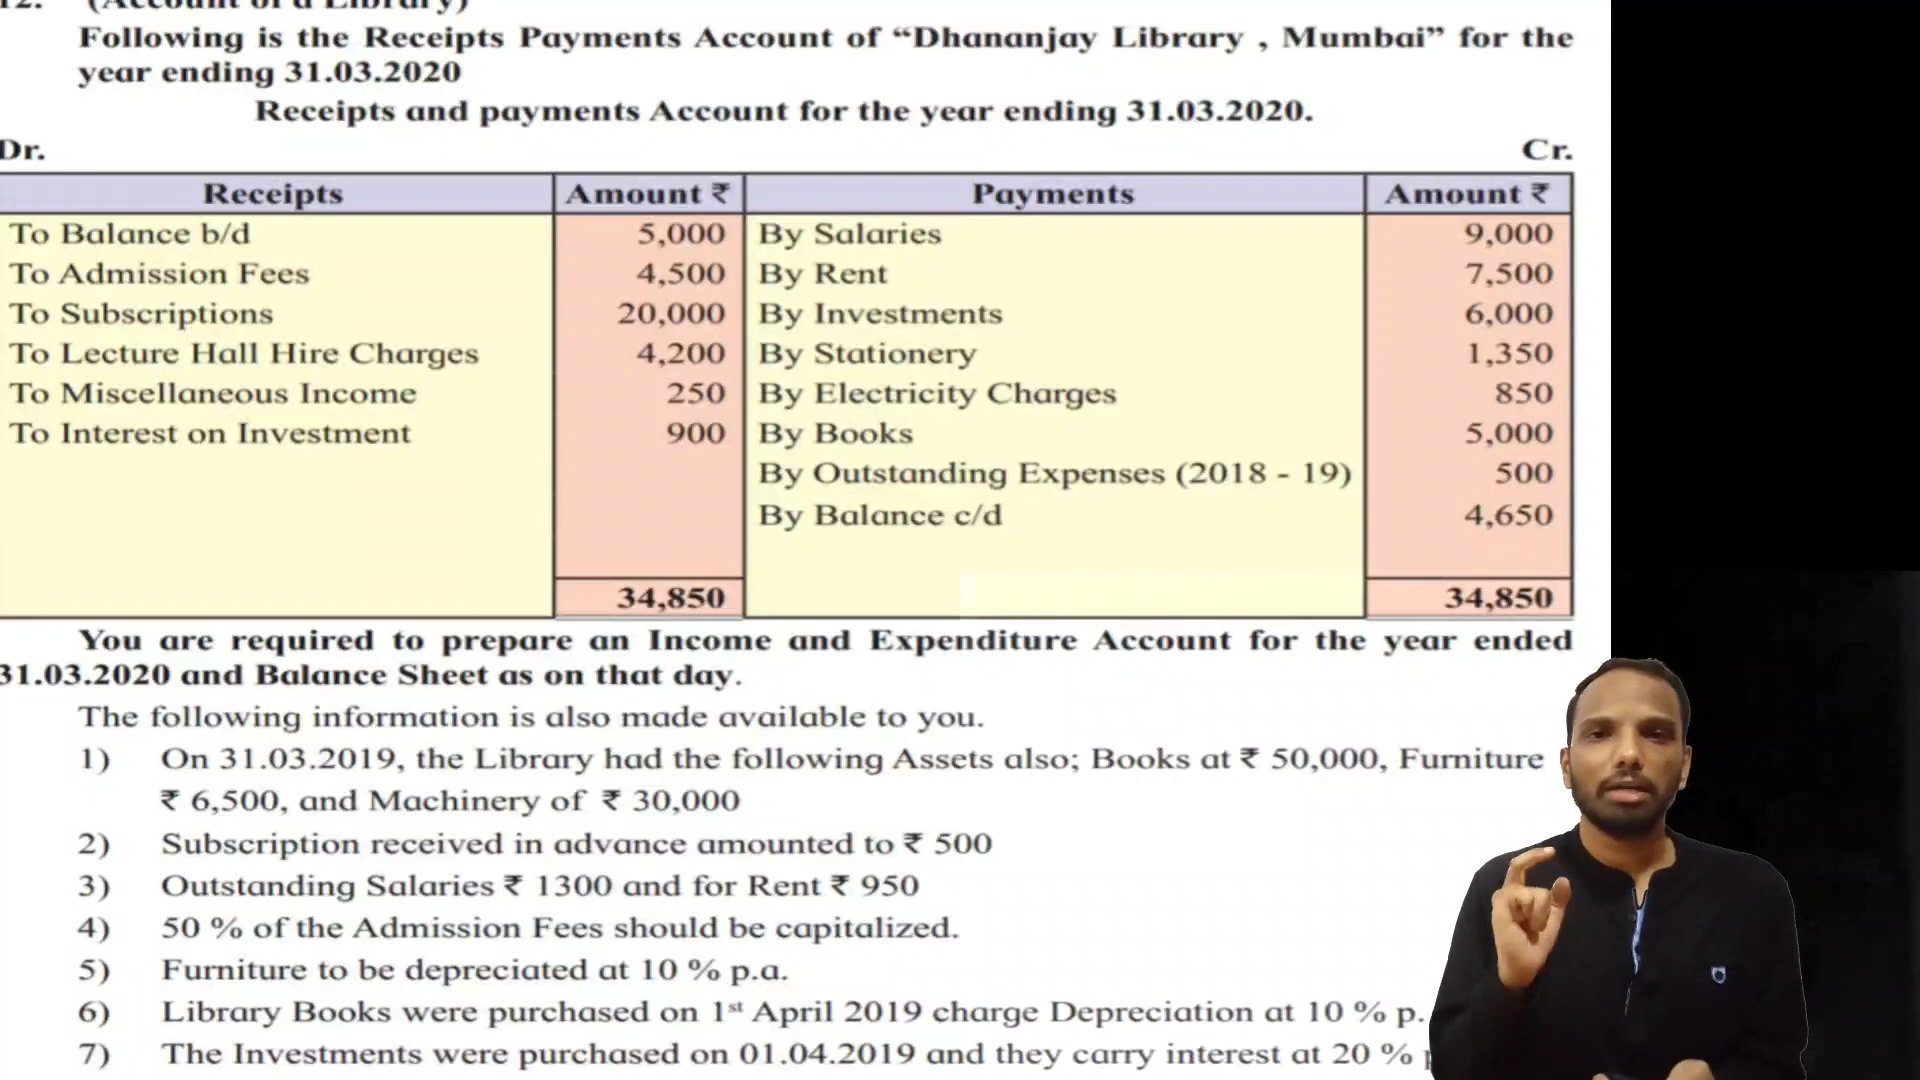 12. (Account of a Library)
Following is the Receipts Payments Account of “Dhananjay Library , Mumbai” for the
year ending 31.03.2020
Receipts and payments Account for the year ending 31.03.2020.
Dr. Cr.
Receipts Amount ₹ Payments Amount ₹
To Balance b/d 5,000 By Salaries 9,000
To Admission Fees 4,500 By Rent 7,500
To Subscriptions 20,000 By Investments 6,000
To Lecture Hall Hire Charges 4,200 By Stationery 1,350
To Miscellaneous Income 250 By Electricity Charges 850
To Interest on Investment 900 By Books 5,000
By Outstanding Expenses (2018 - 19) 500
By Balance c/d 4,650
34,850 34,850
You are required to prepare an Income and Expenditure Account for the year ended
31.03.2020 and Balance Sheet as on that day.
The following information is also made available to you.
1) On 31.03.2019, the Library had the following Assets also; Books at ₹ 50,000, Furniture
₹ 6,500, and Machinery of ₹ 30,000
2) Subscription received in advance amounted to ₹ 500
3) Outstanding Salaries ₹ 1300 and for Rent ₹ 950
4) 50 % of the Admission Fees should be capitalized.
5) Furniture to be depreciated at 10 % p.a.
6) Library Books were purchased on 1st April 2019 charge Depreciation at 10 % p.
7) The Investments were purchased on 01.04.2019 and they carry interest at 20 %